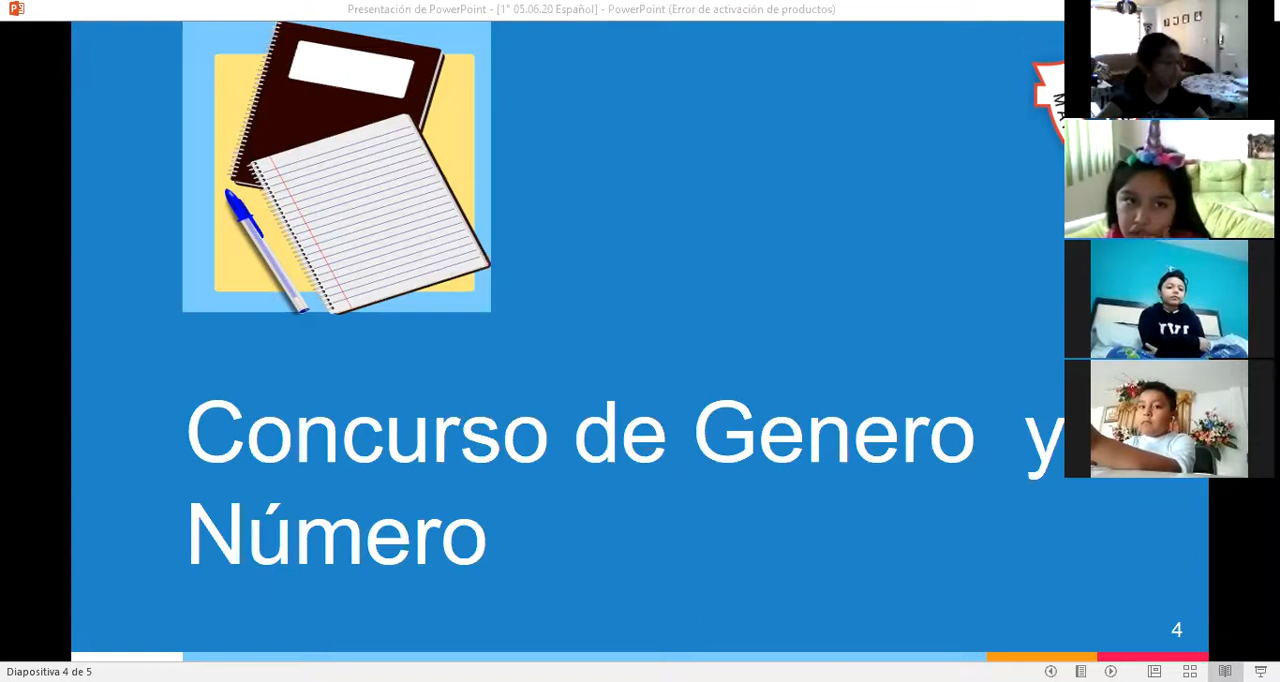 Presentación de PowerPoint - [1° 05.06.20 Español] - PowerPoint (Error de activación de productos)
Concurso de Genero y
Número
4
Diapositiva 4 de 5